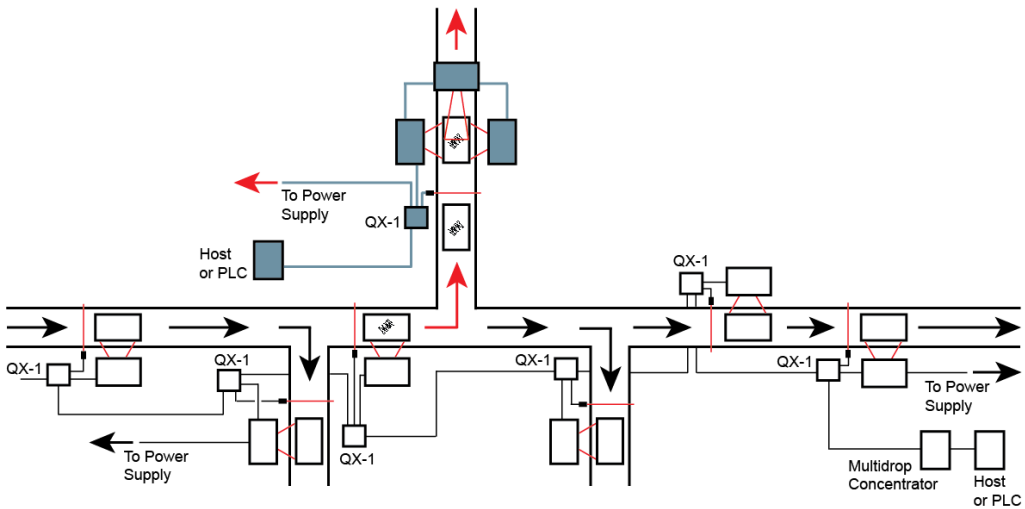 To Power
Supply
QX-1
Host
or PLC
QX-1
QX-1
QX-1
QX-1
QX-1
QX-1
To Power
Supply
To Power
Supply
QX-1
Multidrop
Concentrator
Host
or PLC